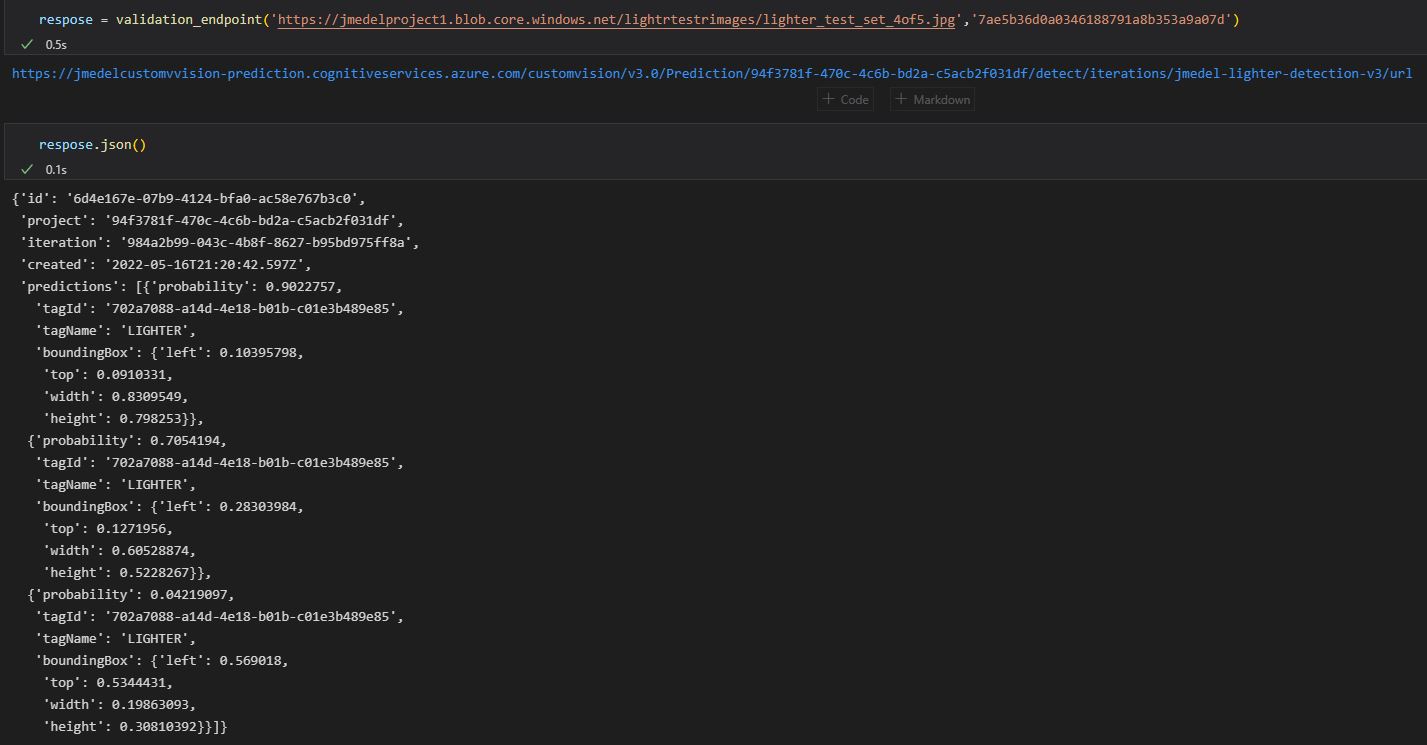 respose = validation_endpoint('https://jmedelproject1.blob.core.windows.net/lightrtestrimages/lighter_test_set_4of5.jpg','7ae5b36d0a0346188791a8b353a9a07d')
0.5s
https://jmedelcustomvvision-prediction.cognitiveservices.azure.com/customvision/v3.0/Prediction/94f3781f-470c-4c6b-bd2a-c5acb2f031df/detect/iterations/jmedel-lighter-detection-v3/url
+ Code + Markdown
respose.json()
0.1s
{'id': '6d4e167e-07b9-4124-bfa0-ac58e767b3c0',
'project': '94f3781f-470c-4c6b-bd2a-c5acb2f031df',
'iteration': '984a2b99-043c-4b8f-8627-b95bd975ff8a',
'created': '2022-05-16T21:20:42.597Z',
'predictions': [{'probability': 0.9022757,
'tagId': '702a7088-a14d-4e18-b01b-c01e3b489e85',
'tagName': 'LIGHTER',
'boundingBox': {'left': 0.10395798,
'top': 0.0910331,
'width': 0.8309549,
'height': 0.798253}},
{'probability': 0.7054194,
'tagId': '702a7088-a14d-4e18-b01b-c01e3b489e85',
'tagName': 'LIGHTER',
'boundingBox': {'left': 0.28303984,
'top': 0.1271956,
'width': 0.60528874,
'height': 0.5228267}},
{'probability': 0.04219097,
'tagId': '702a7088-a14d-4e18-b01b-c01e3b489e85',
'tagName': 'LIGHTER',
'boundingBox': {'left': 0.569018,
'top': 0.5344431,
'width': 0.19863093,
'height': 0.30810392}}]}